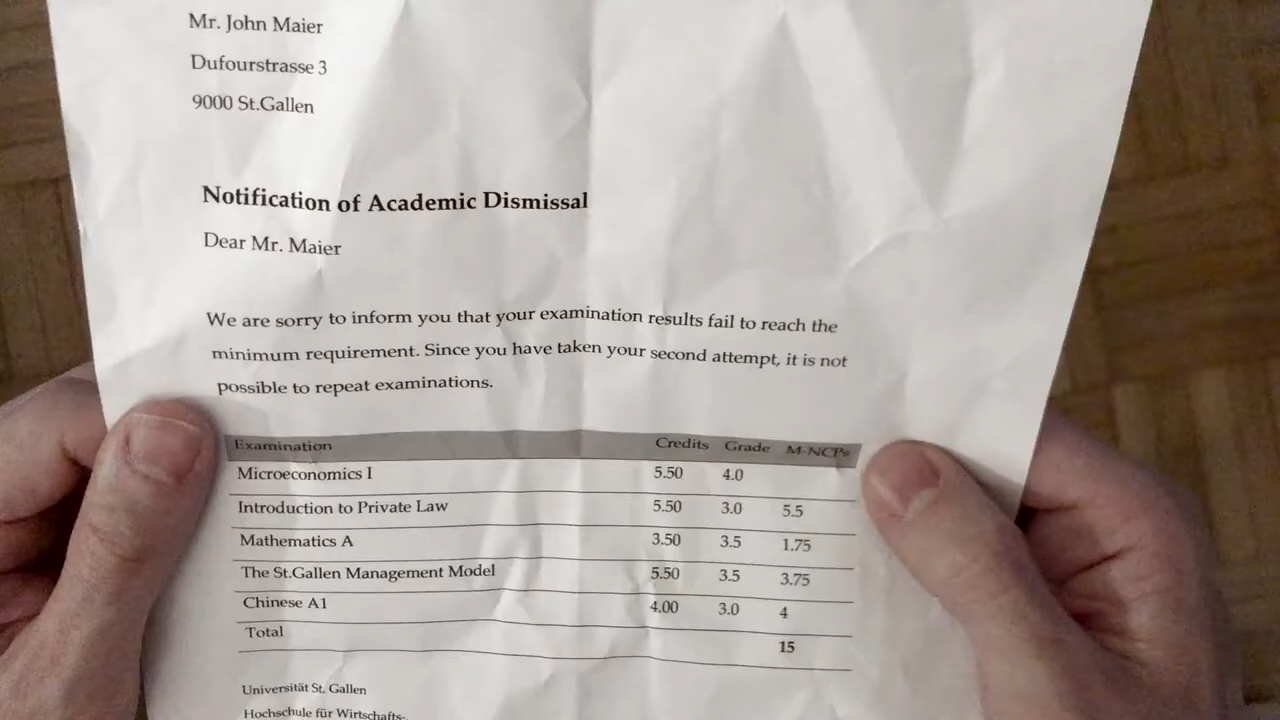 Mr. John Maier
Dufourstrasse 3
9000 St.Gallen
Notification of Academic Dismissal
Dear Mr. Maier
We are sorry to inform you that your examination results fail to reach the
minimum requirement. Since you have taken your second attempt, it is not
possible to repeat examinations.
Examination Credits Grade M-NCPs
Microeconomics I 5.50 4.0
Introduction to Private Law 5.50 3.0 5.5
Mathematics A 3.50 3.5 1.75
The St.Gallen Management Model 5.50 3.5 3.75
Chinese A1 4.00 3.0 4
Total 15
Universität St. Gallen
Hochschule für Wirtschafts-,